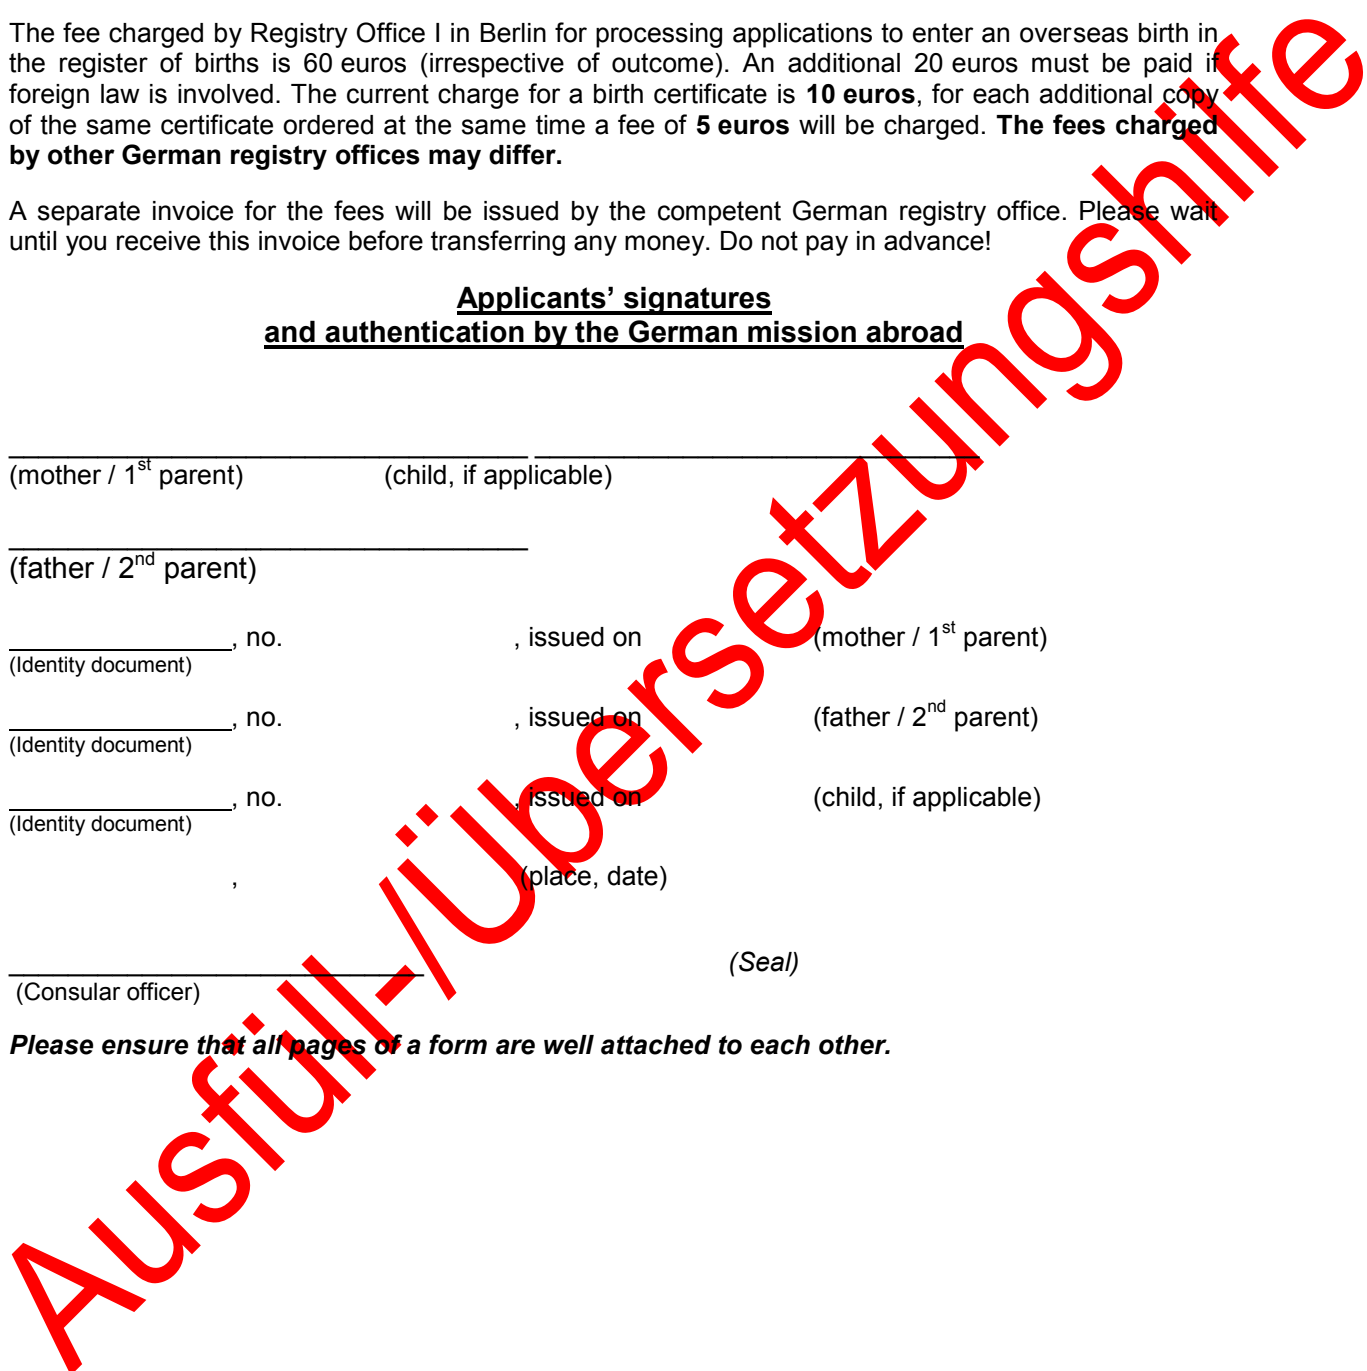 The fee charged by Registry Office I in Berlin for processing applications to enter an overseas birth in
the register of births is 60 euros (irrespective of outcome). An additional 20 euros must be paid if
foreign law is involved. The current charge for a birth certificate is 10 euros, for each additional copy
of the same certificate ordered at the same time a fee of 5 euros will be charged. The fees charged
by other German registry offices may differ.
A separate invoice for the fees will be issued by the competent German registry office. Please wait
until you receive this invoice before transferring any money. Do not pay in advance!
Applicants’ signatures
and authentication by the German mission abroad
(mother / 1st parent) (child, if applicable)
(father / 2nd parent)
, no. , issued on (mother / 1st parent)
(Identity document)
, no. , issued on (father / 2nd parent)
(Identity document)
, no. , issued on (child, if applicable)
(Identity document)
, (place, date)
(Seal)
(Consular officer)
Please ensure that all pages of a form are well attached to each other.
Ausfüll-/Übersetzungshilfe